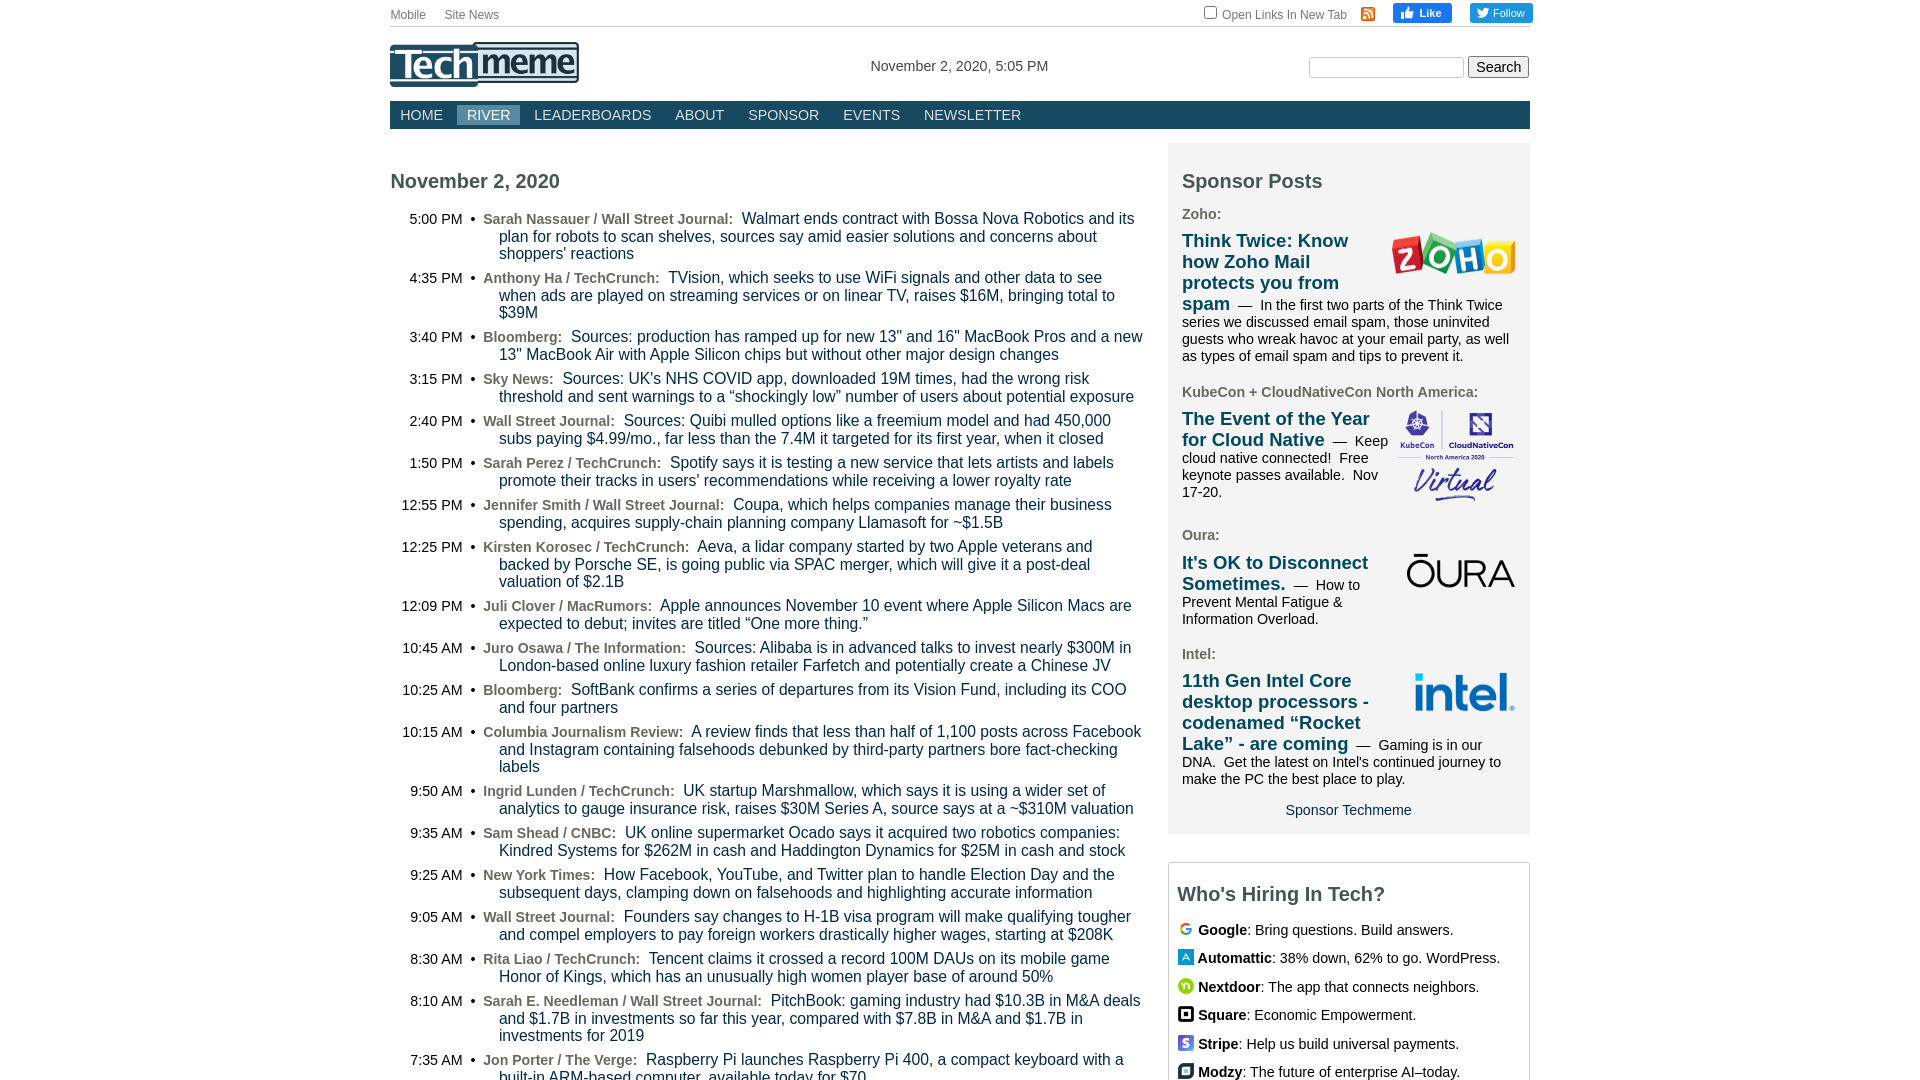 Mobile Site News Open Links In New Tab Like Follow
Techmeme
November 2, 2020, 5:05 PM
Search
HOME RIVER LEADERBOARDS ABOUT SPONSOR EVENTS NEWSLETTER
November 2, 2020
5:00 PM • Sarah Nassauer / Wall Street Journal: Walmart ends contract with Bossa Nova Robotics and its
plan for robots to scan shelves, sources say amid easier solutions and concerns about
shoppers' reactions
4:35 PM • Anthony Ha / TechCrunch: TVision, which seeks to use WiFi signals and other data to see
when ads are played on streaming services or on linear TV, raises $16M, bringing total to
$39M
3:40 PM • Bloomberg: Sources: production has ramped up for new 13" and 16" MacBook Pros and a new
13" MacBook Air with Apple Silicon chips but without other major design changes
3:15 PM • Sky News: Sources: UK's NHS COVID app, downloaded 19M times, had the wrong risk
threshold and sent warnings to a “shockingly low” number of users about potential exposure
2:40 PM • Wall Street Journal: Sources: Quibi mulled options like a freemium model and had 450,000
subs paying $4.99/mo., far less than the 7.4M it targeted for its first year, when it closed
1:50 PM • Sarah Perez / TechCrunch: Spotify says it is testing a new service that lets artists and labels
promote their tracks in users' recommendations while receiving a lower royalty rate
12:55 PM • Jennifer Smith / Wall Street Journal: Coupa, which helps companies manage their business
spending, acquires supply-chain planning company Llamasoft for ~$1.5B
12:25 PM • Kirsten Korosec / TechCrunch: Aeva, a lidar company started by two Apple veterans and
backed by Porsche SE, is going public via SPAC merger, which will give it a post-deal
valuation of $2.1B
12:09 PM • Juli Clover / MacRumors: Apple announces November 10 event where Apple Silicon Macs are
expected to debut; invites are titled “One more thing.”
10:45 AM • Juro Osawa / The Information: Sources: Alibaba is in advanced talks to invest nearly $300M in
London-based online luxury fashion retailer Farfetch and potentially create a Chinese JV
10:25 AM • Bloomberg: SoftBank confirms a series of departures from its Vision Fund, including its COO
and four partners
10:15 AM • Columbia Journalism Review: A review finds that less than half of 1,100 posts across Facebook
and Instagram containing falsehoods debunked by third-party partners bore fact-checking
labels
9:50 AM • Ingrid Lunden / TechCrunch: UK startup Marshmallow, which says it is using a wider set of
analytics to gauge insurance risk, raises $30M Series A, source says at a ~$310M valuation
9:35 AM • Sam Shead / CNBC: UK online supermarket Ocado says it acquired two robotics companies:
Kindred Systems for $262M in cash and Haddington Dynamics for $25M in cash and stock
9:25 AM • New York Times: How Facebook, YouTube, and Twitter plan to handle Election Day and the
subsequent days, clamping down on falsehoods and highlighting accurate information
9:05 AM • Wall Street Journal: Founders say changes to H-1B visa program will make qualifying tougher
and compel employers to pay foreign workers drastically higher wages, starting at $208K
8:30 AM • Rita Liao / TechCrunch: Tencent claims it crossed a record 100M DAUs on its mobile game
Honor of Kings, which has an unusually high women player base of around 50%
8:10 AM • Sarah E. Needleman / Wall Street Journal: PitchBook: gaming industry had $10.3B in M&A deals
and $1.7B in investments so far this year, compared with $7.8B in M&A and $1.7B in
investments for 2019
7:35 AM • Jon Porter / The Verge: Raspberry Pi launches Raspberry Pi 400, a compact keyboard with a
built-in ARM-based computer, available today for $70
Sponsor Posts
Zoho:
Think Twice: Know
how Zoho Mail
protects you from
spam — In the first two parts of the Think Twice
series we discussed email spam, those uninvited
guests who wreak havoc at your email party, as well
as types of email spam and tips to prevent it.
ZOHO
KubeCon + CloudNativeCon North America:
The Event of the Year
for Cloud Native — Keep
cloud native connected! Free
keynote passes available. Nov
17-20.
KubeCon CloudNativeCon
North America 2020
Virtual
Oura:
It's OK to Disconnect
Sometimes. — How to
Prevent Mental Fatigue &
Information Overload.
ŌURA
Intel:
11th Gen Intel Core
desktop processors -
codenamed “Rocket
Lake” - are coming — Gaming is in our
DNA. Get the latest on Intel's continued journey to
make the PC the best place to play.
intel®
Sponsor Techmeme
Who's Hiring In Tech?
Google: Bring questions. Build answers.
Automattic: 38% down, 62% to go. WordPress.
Nextdoor: The app that connects neighbors.
Square: Economic Empowerment.
Stripe: Help us build universal payments.
Modzy: The future of enterprise AI–today.